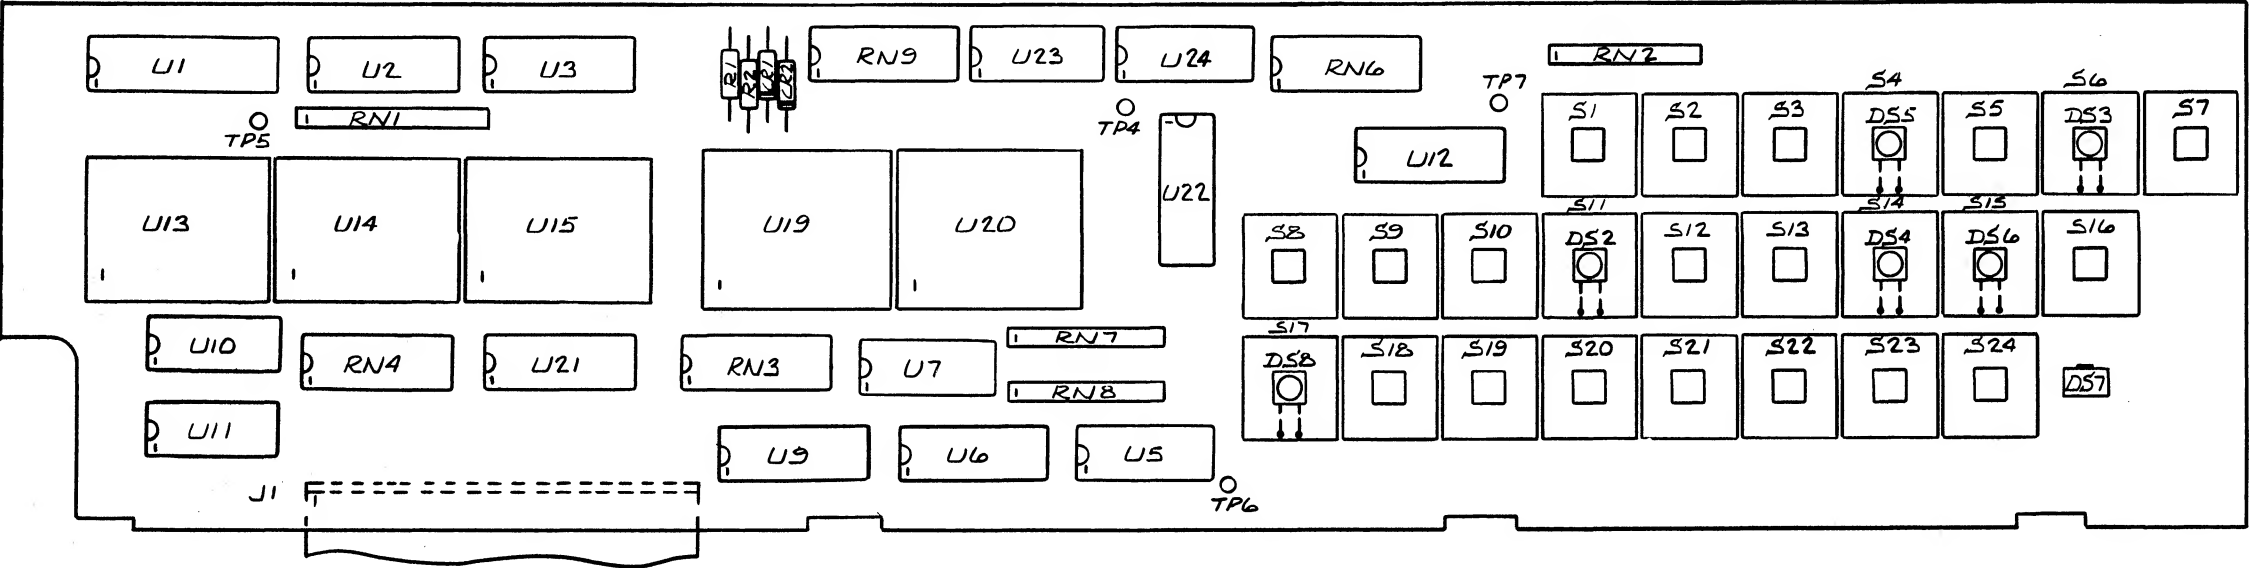 U1 U2 U3 R1 R2 CR1 CR2 RN9 U23 U24 RN6 RN2
TP7
S4 S6
S1 S2 S3 DS5 S5 DS3 S7
TP5 RN1 TP4
U12
U22
S11 S14 S15
U13 U14 U15 U19 U20
S8 S9 S10 DS2 S12 S13 DS4 DS6 S16
S17
U10 RN4 U21 RN3 U7 RN7
DS8 S18 S19 S20 S21 S22 S23 S24
RN8 DS7
U11 U9 U6 U5
J1 TP6